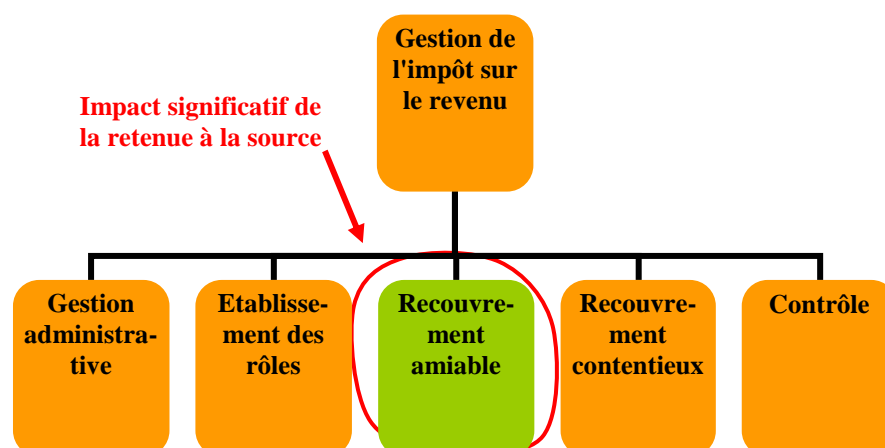 Gestion de
l'impôt sur
le revenu
Impact significatif de
la retenue à la source
Gestion
administra-
tive
Etablisse-
ment des
rôles
Recouvre-
ment
amiable
Recouvre-
ment
contentieux
Contrôle